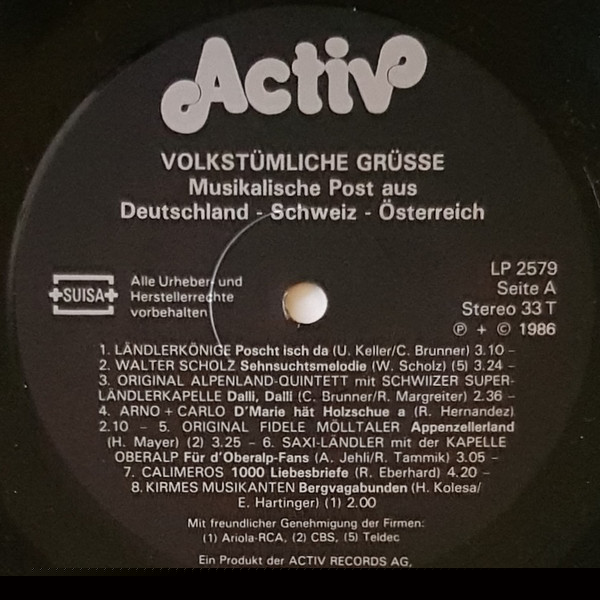 Activ
VOLKSTÜMLICHE GRÜSSE
Musikalische Post aus
Deutschland - Schweiz - Österreich
SUISA
Alle Urheber- und
Herstellerrechte
vorbehalten
LP 2579
Seite A
Stereo 33 T
℗ + © 1986
1. LÄNDLERKÖNIGE Poscht isch da (U. Keller/C. Brunner) 3.10 –
2. WALTER SCHOLZ Sehnsuchtsmelodie (W. Scholz) (5) 3.24 –
3. ORIGINAL ALPENLAND-QUINTETT mit SCHWIIZER SUPER-
LÄNDLERKAPELLE Dalli, Dalli (C. Brunner/R. Margreiter) 2.36 –
4. ARNO + CARLO D'Marie hät Holzschue a (R. Hernandez)
2.10 – 5. ORIGINAL FIDELE MÖLLTALER Appenzellerland
(H. Mayer) (2) 3.25 – 6. SAXI-LÄNDLER mit der KAPELLE
OBERALP Für d'Oberalp-Fans (A. Jehli/R. Tammik) 3.05 –
7. CALIMEROS 1000 Liebesbriefe (R. Eberhard) 4.20 –
8. KIRMES MUSIKANTEN Bergvagabunden (H. Kolesa/
E. Hartinger) (1) 2.00
Mit freundlicher Genehmigung der Firmen:
(1) Ariola-RCA, (2) CBS, (5) Teldec
Ein Produkt der ACTIV RECORDS AG,